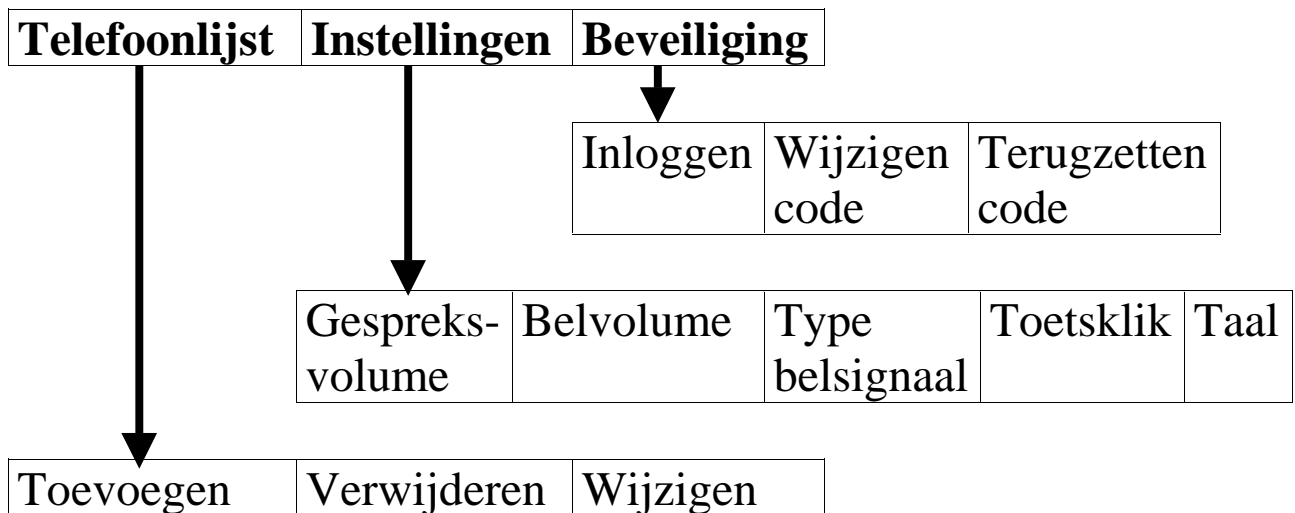 Telefoonlijst Instellingen Beveiliging
Inloggen Wijzigen Terugzetten
code code
Gespreks- Belvolume Type Toetsklik Taal
volume belsignaal
Toevoegen Verwijderen Wijzigen